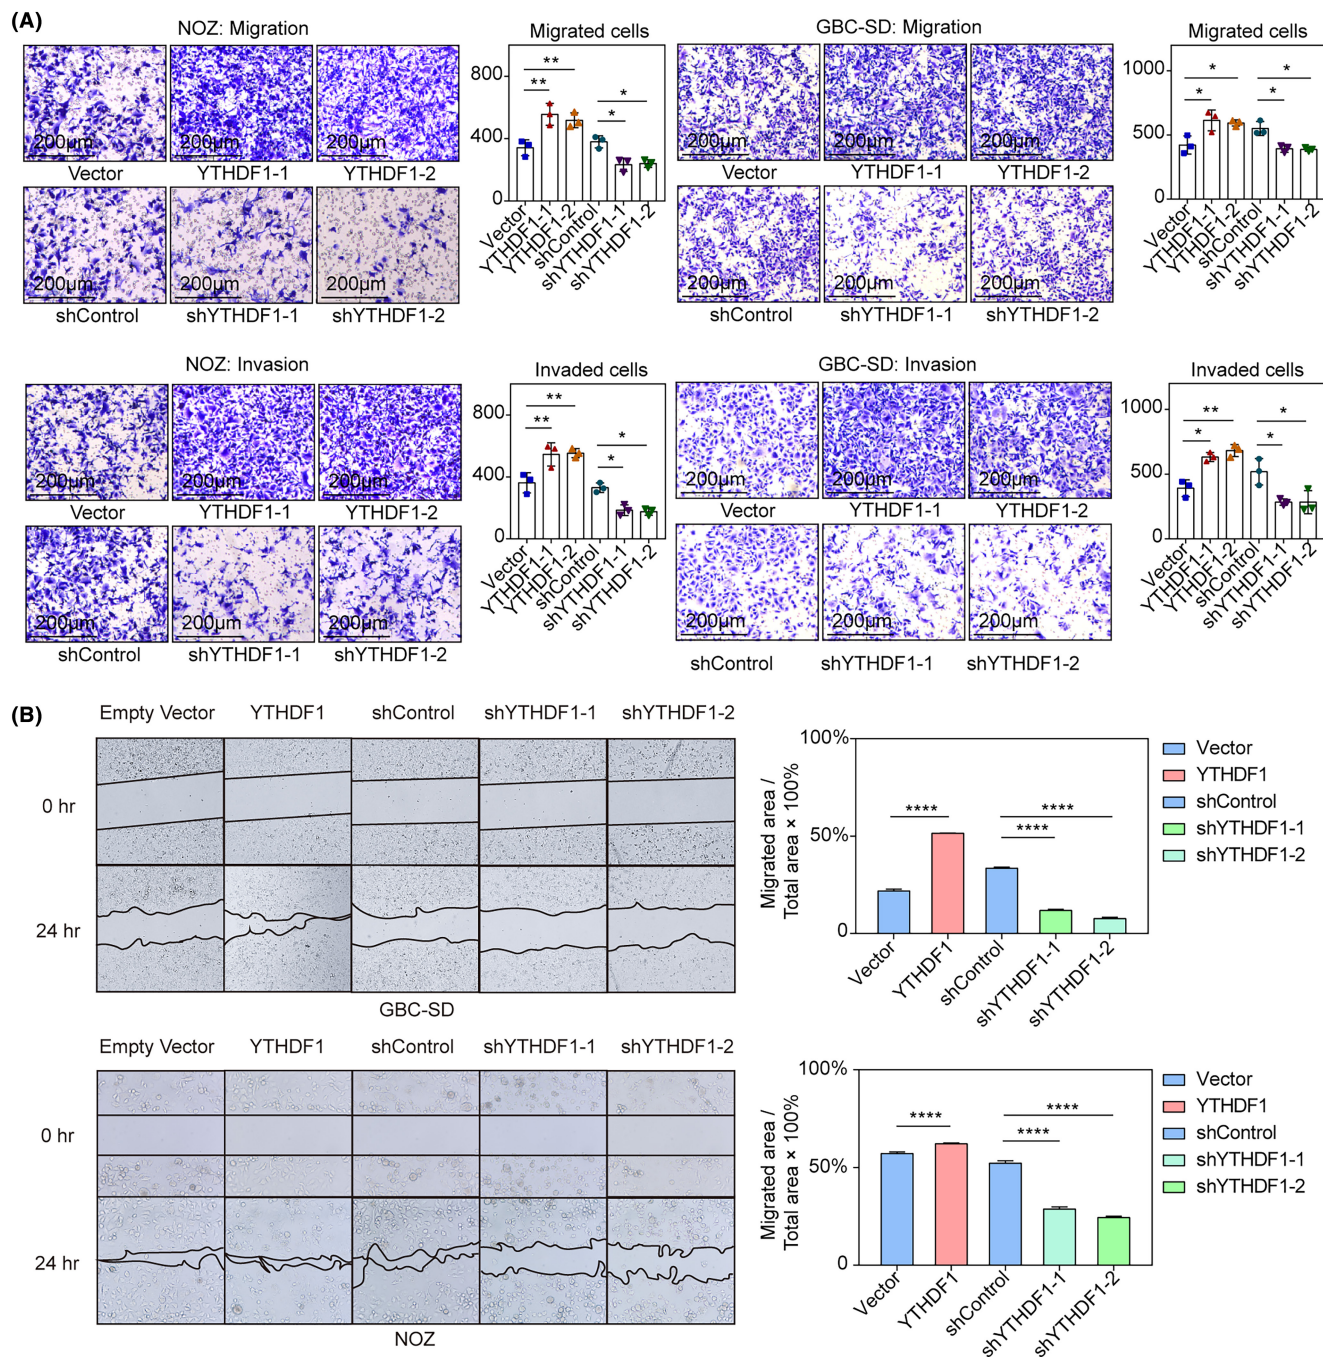 (A)
NOZ: Migration
200µm 200µm 200µm
Vector YTHDF1-1 YTHDF1-2
200µm 200µm 200µm
shControl shYTHDF1-1 shYTHDF1-2
Migrated cells
800
400
0
** ** * *
Vector YTHDF1-1 YTHDF1-2 shControl shYTHDF1-1 shYTHDF1-2
GBC-SD: Migration
200µm 200µm 200µm
Vector YTHDF1-1 YTHDF1-2
200µm 200µm 200µm
shControl shYTHDF1-1 shYTHDF1-2
Migrated cells
1000
500
0
* * * *
Vector YTHDF1-1 YTHDF1-2 shControl shYTHDF1-1 shYTHDF1-2
NOZ: Invasion
200µm 200µm 200µm
Vector YTHDF1-1 YTHDF1-2
200µm 200µm 200µm
shControl shYTHDF1-1 shYTHDF1-2
Invaded cells
800
400
0
** ** * *
Vector YTHDF1-1 YTHDF1-2 shControl shYTHDF1-1 shYTHDF1-2
GBC-SD: Invasion
200µm 200µm 200µm
Vector YTHDF1-1 YTHDF1-2
200µm 200µm 200µm
shControl shYTHDF1-1 shYTHDF1-2
Invaded cells
1000
500
0
** * * *
Vector YTHDF1-1 YTHDF1-2 shControl shYTHDF1-1 shYTHDF1-2
(B)
Empty Vector YTHDF1 shControl shYTHDF1-1 shYTHDF1-2
0 hr
24 hr
GBC-SD
Migrated area /
Total area × 100%
100%
50%
0
**** **** ****
Vector YTHDF1 shControl shYTHDF1-1 shYTHDF1-2
Vector
YTHDF1
shControl
shYTHDF1-1
shYTHDF1-2
Empty Vector YTHDF1 shControl shYTHDF1-1 shYTHDF1-2
0 hr
24 hr
NOZ
Migrated area /
Total area × 100%
100%
50%
0
**** **** ****
Vector YTHDF1 shControl shYTHDF1-1 shYTHDF1-2
Vector
YTHDF1
shControl
shYTHDF1-1
shYTHDF1-2